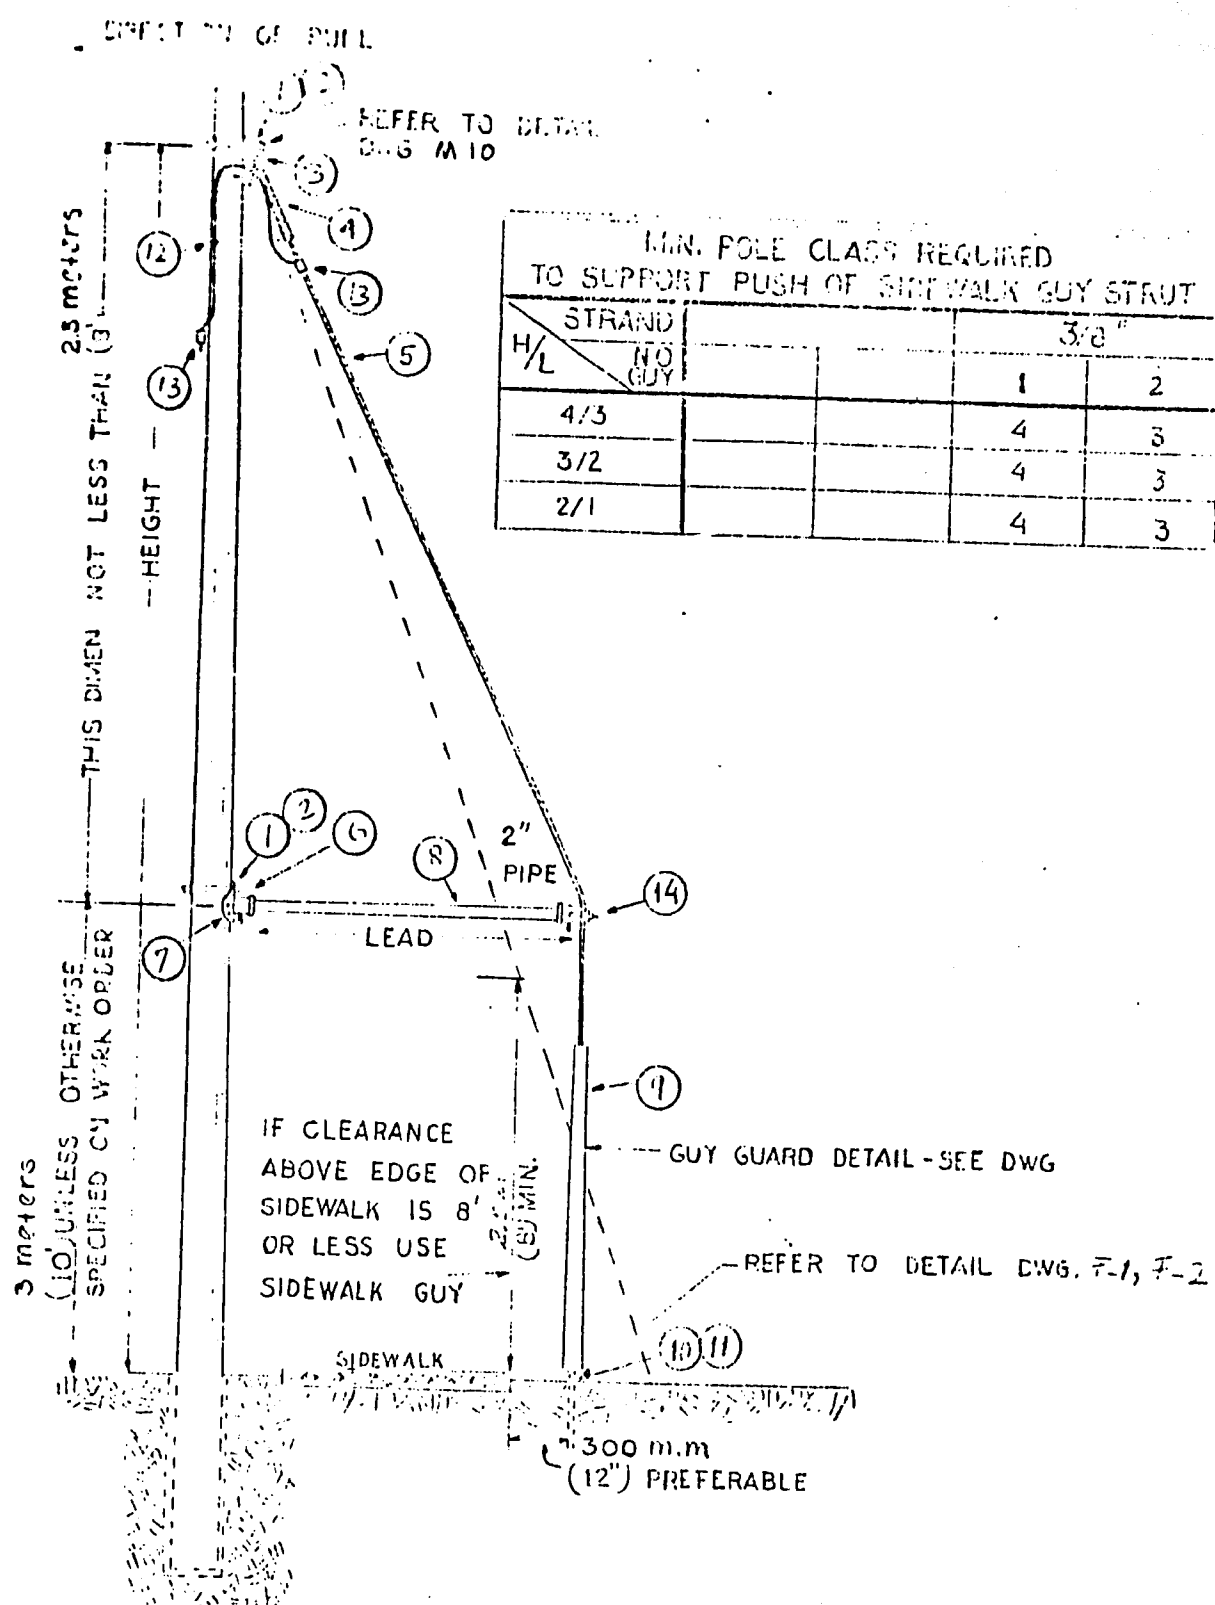 OF PULL
1 2
REFER TO DETAIL
DWG M 10
3
4
12
13
5
13
2.5 meters
THIS DIMEN NOT LESS THAN (8'
HEIGHT
MIN. POLE CLASS REQUIRED
TO SUPPORT PUSH OF SIDEWALK GUY STRUT
STRAND 3/8"
H/L NO GUY 1 2
4/3 4 3
3/2 4 3
2/1 4 3
1 2 6
8
2"
PIPE
14
7
LEAD
3 meters
(10') UNLESS OTHERWISE
SPECIFIED ON WORK ORDER
9
IF CLEARANCE
ABOVE EDGE OF
SIDEWALK IS 8'
OR LESS USE
SIDEWALK GUY
(8') MIN.
GUY GUARD DETAIL - SEE DWG
REFER TO DETAIL DWG. F-1, F-2
10 11
SIDEWALK
300 m.m
(12") PREFERABLE